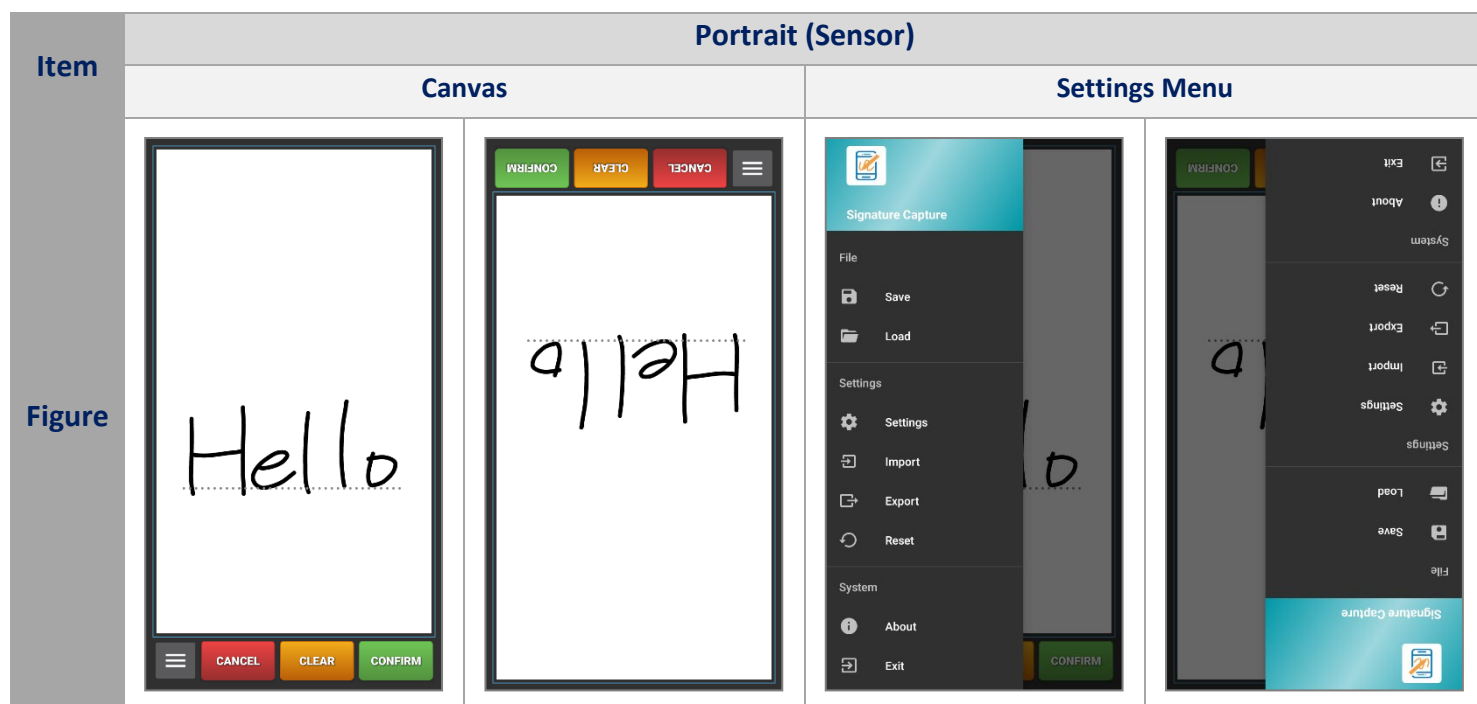 Item
Portrait (Sensor)
Canvas
Settings Menu
Figure
Hello
CANCEL
CLEAR
CONFIRM
CONFIRM
CLEAR
CANCEL
Hello
Signature Capture
File
Save
Load
Settings
Settings
Import
Export
Reset
System
About
Exit
lo
CONFIRM
Signature Capture
File
Save
Load
Settings
Settings
Import
Export
Reset
System
About
Exit
lo
CONFIRM